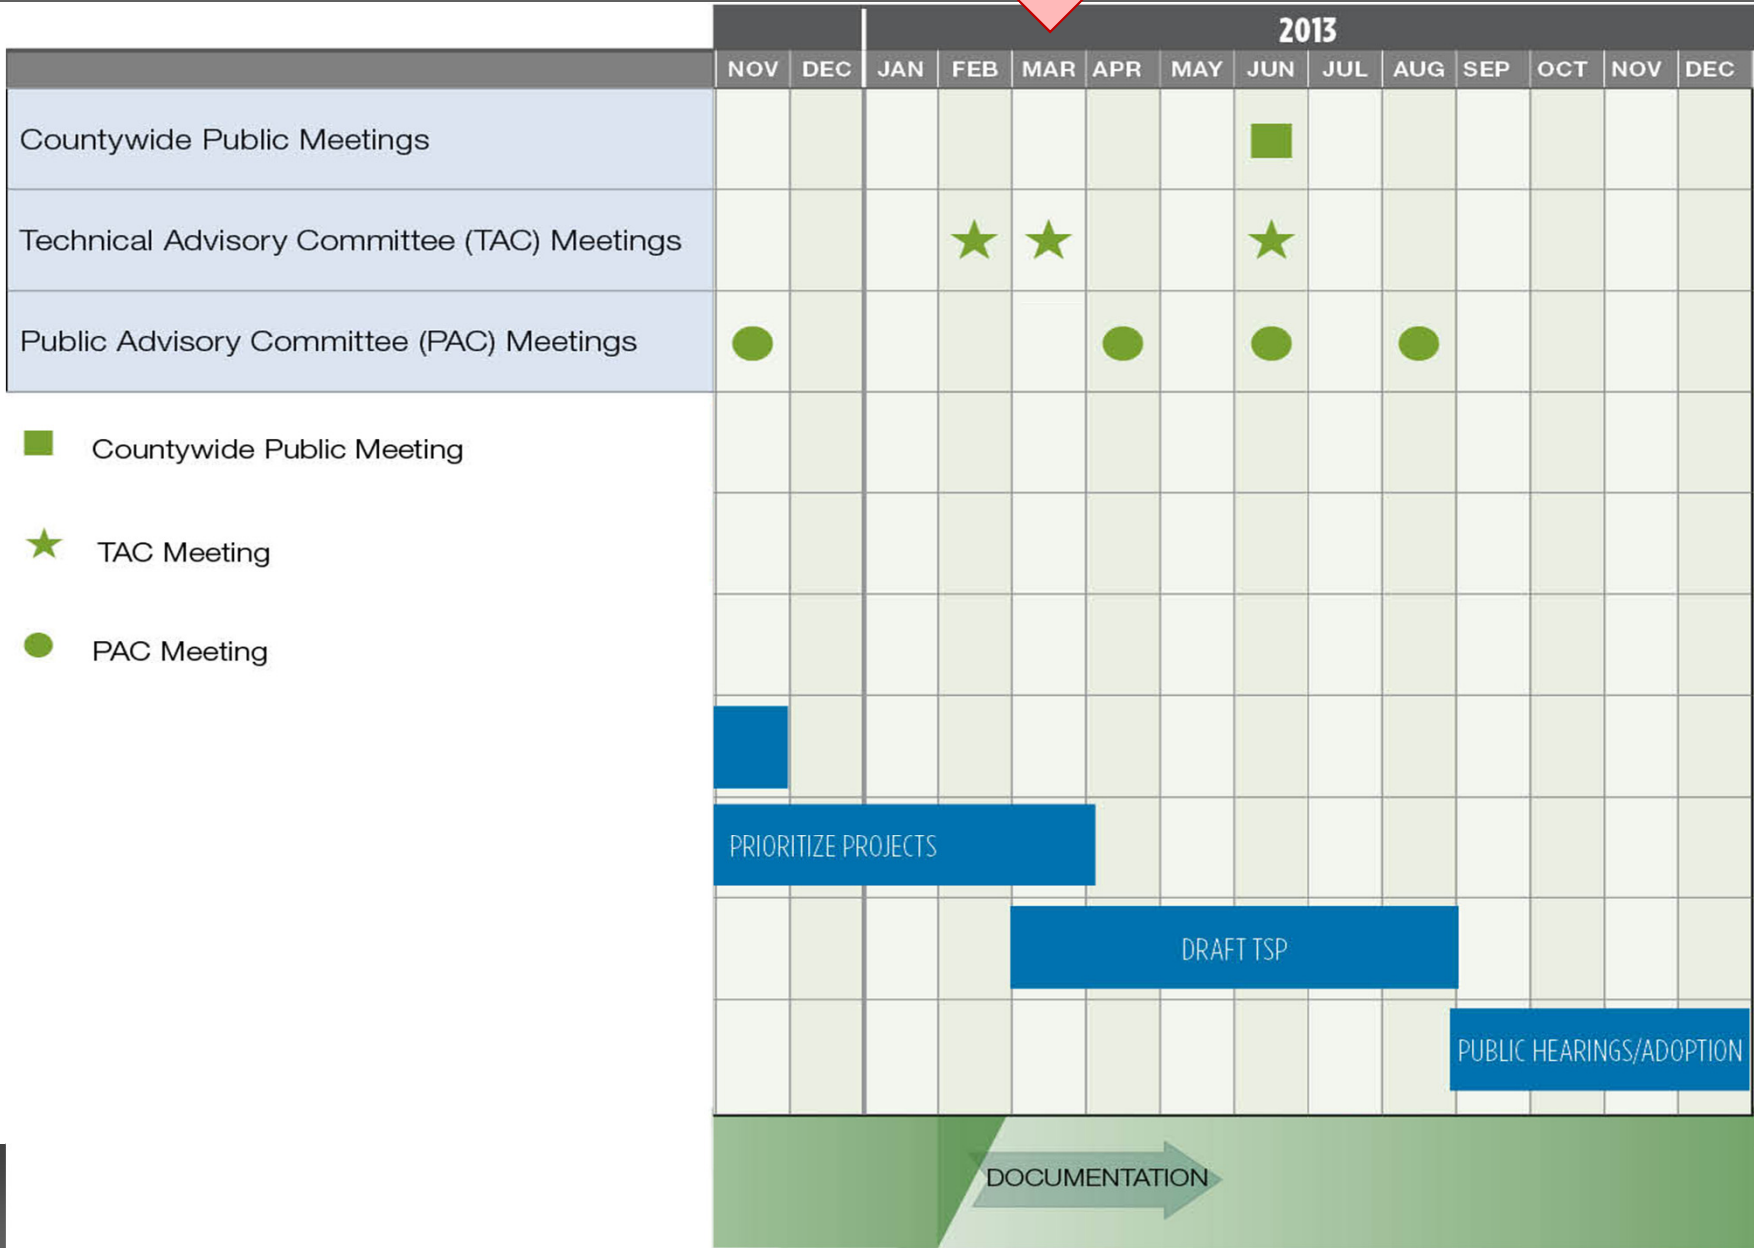 2013
NOV DEC JAN FEB MAR APR MAY JUN JUL AUG SEP OCT NOV DEC
Countywide Public Meetings
Technical Advisory Committee (TAC) Meetings
Public Advisory Committee (PAC) Meetings
Countywide Public Meeting
TAC Meeting
PAC Meeting
PRIORITIZE PROJECTS
DRAFT TSP
PUBLIC HEARINGS/ADOPTION
DOCUMENTATION